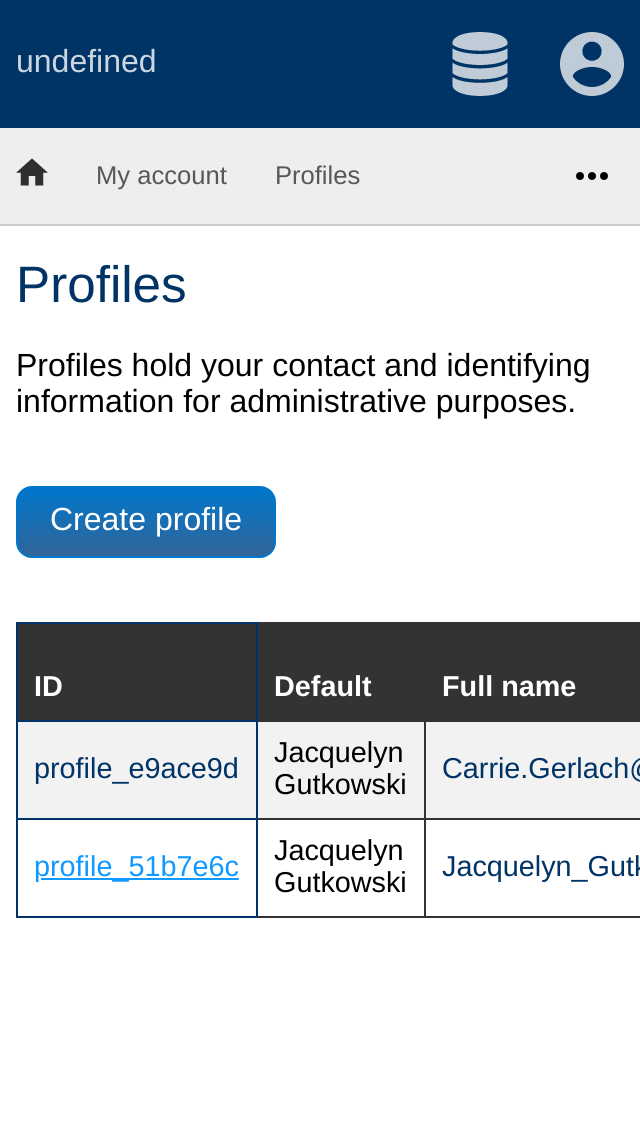 undefined
My account Profiles
Profiles
Profiles hold your contact and identifying
information for administrative purposes.
Create profile
ID Default Full name
profile_e9ace9d Jacquelyn Gutkowski Carrie.Gerlach@
profile_51b7e6c Jacquelyn Gutkowski Jacquelyn_Gutk